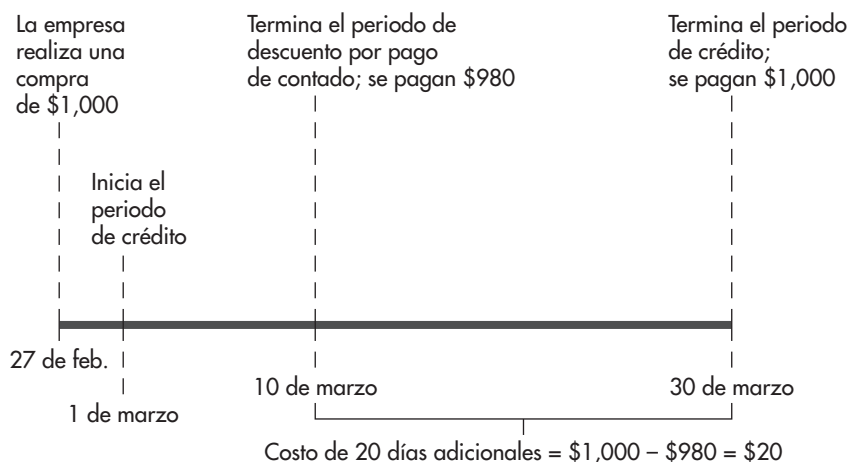 La empresa
realiza una
compra
de $1,000
Termina el periodo de
descuento por pago
de contado; se pagan $980
Termina el periodo
de crédito;
se pagan $1,000
Inicia el
periodo
de crédito
27 de feb.
1 de marzo
10 de marzo
30 de marzo
Costo de 20 días adicionales = $1,000 – $980 = $20